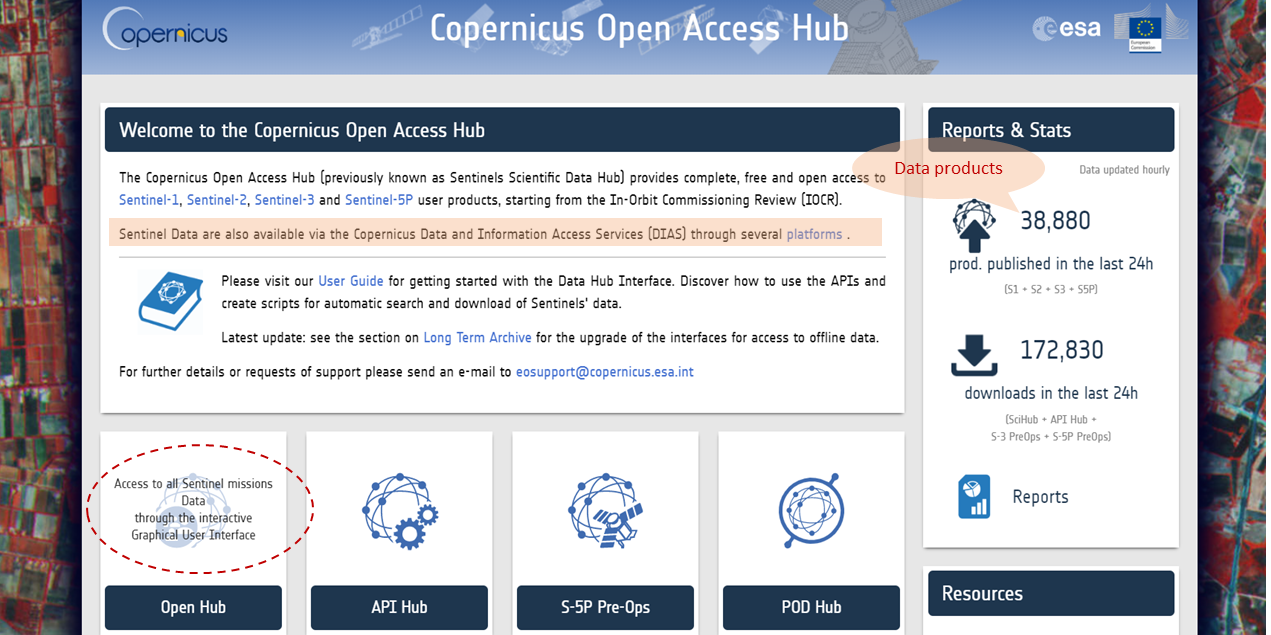 opernicus
Copernicus Open Access Hub
esa
European
Commission
Welcome to the Copernicus Open Access Hub
The Copernicus Open Access Hub (previously known as Sentinels Scientific Data Hub) provides complete, free and open access to
Sentinel-1, Sentinel-2, Sentinel-3 and Sentinel-5P user products, starting from the In-Orbit Commissioning Review (IOCR).
Sentinel Data are also available via the Copernicus Data and Information Access Services (DIAS) through several platforms .
Please visit our User Guide for getting started with the Data Hub Interface. Discover how to use the APIs and
create scripts for automatic search and download of Sentinels' data.
Latest update: see the section on Long Term Archive for the upgrade of the interfaces for access to offline data.
For further details or requests of support please send an e-mail to eosupport@copernicus.esa.int
Reports & Stats
Data products
Data updated hourly
38,880
prod. published in the last 24h
(S1 + S2 + S3 + S5P)
172,830
downloads in the last 24h
(SciHub + API Hub +
S-3 PreOps + S-5P PreOps)
Reports
Access to all Sentinel missions
Data
through the interactive
Graphical User Interface
Open Hub
API Hub
S-5P Pre-Ops
POD Hub
Resources